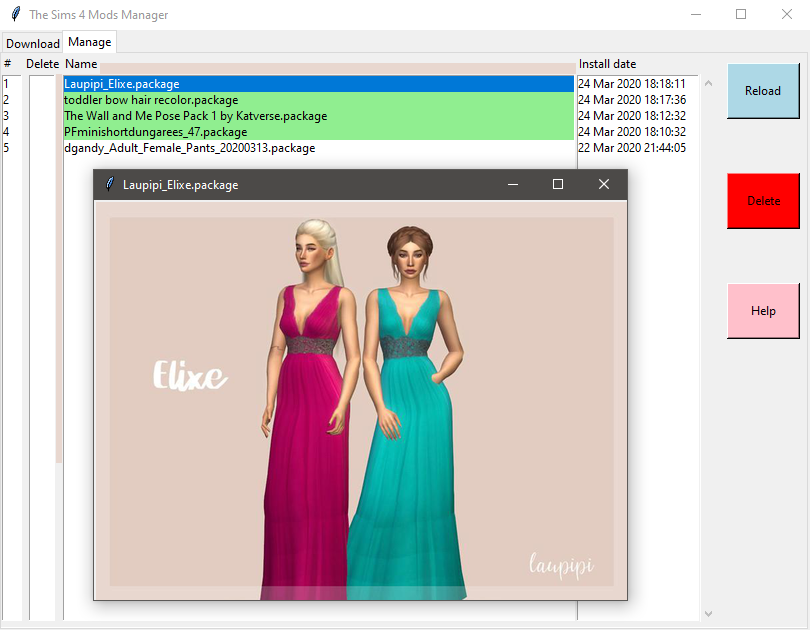 The Sims 4 Mods Manager
Download Manage
# Delete Name Install date
1 Laupipi_Elixe.package 24 Mar 2020 18:18:11
2 toddler bow hair recolor.package 24 Mar 2020 18:17:36
3 The Wall and Me Pose Pack 1 by Katverse.package 24 Mar 2020 18:12:32
4 PFminishortdungarees_47.package 24 Mar 2020 18:10:32
5 dgandy_Adult_Female_Pants_20200313.package 22 Mar 2020 21:44:05
Reload
Delete
Help
Laupipi_Elixe.package
Elixe
laupipi